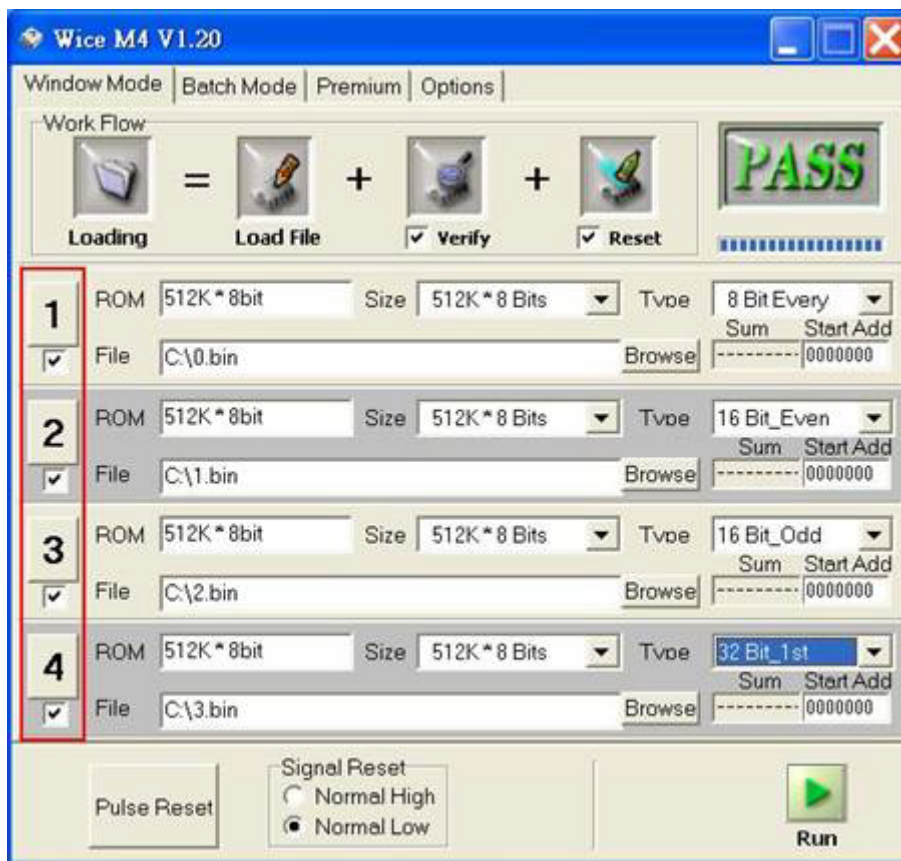 Wice M4 V1.20
Window Mode Batch Mode Premium Options
Work Flow
= + +
Loading Load File Verify Reset
PASS
1
ROM 512K*8bit Size 512K*8 Bits Type 8 Bit Every
Sum Start Add
File C:\0.bin Browse --------- 0000000
2
ROM 512K*8bit Size 512K*8 Bits Type 16 Bit_Even
Sum Start Add
File C:\1.bin Browse --------- 0000000
3
ROM 512K*8bit Size 512K*8 Bits Type 16 Bit_Odd
Sum Start Add
File C:\2.bin Browse --------- 0000000
4
ROM 512K*8bit Size 512K*8 Bits Type 32 Bit_1st
Sum Start Add
File C:\3.bin Browse --------- 0000000
Pulse Reset
Signal Reset
Normal High
Normal Low
Run